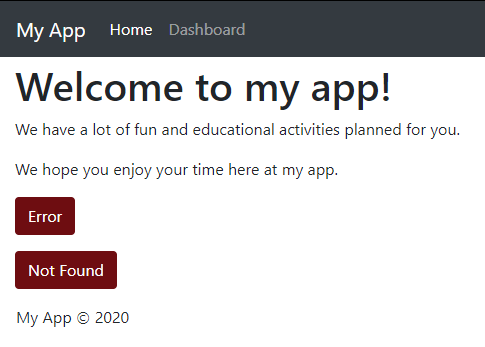 My App Home Dashboard
Welcome to my app!
We have a lot of fun and educational activities planned for you.
We hope you enjoy your time here at my app.
Error
Not Found
My App © 2020